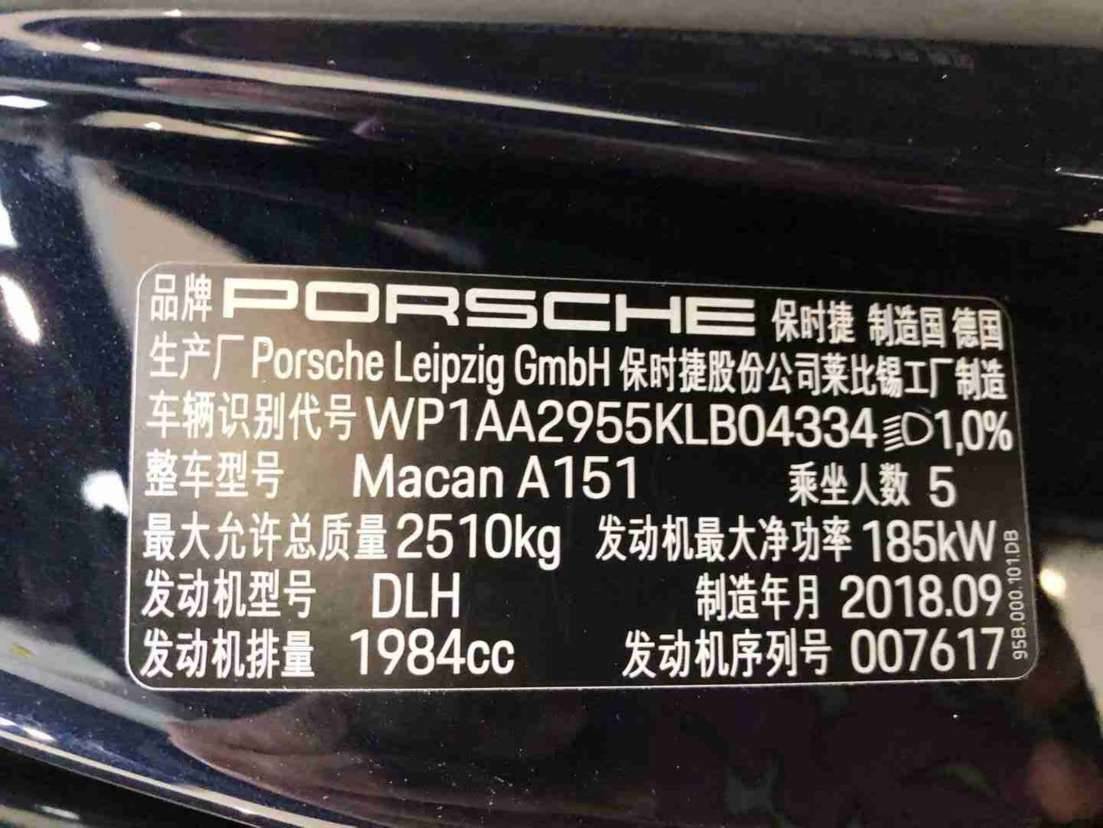 品牌 PORSCHE 保时捷 制造国 德国
生产厂 Porsche Leipzig GmbH 保时捷股份公司莱比锡工厂制造
车辆识别代号 WP1AA2955KLB04334 1,0%
整车型号 Macan A151 乘坐人数 5
最大允许总质量 2510kg 发动机最大净功率 185kW
发动机型号 DLH 制造年月 2018.09
发动机排量 1984cc 发动机序列号 007617
95B.000.101.DB